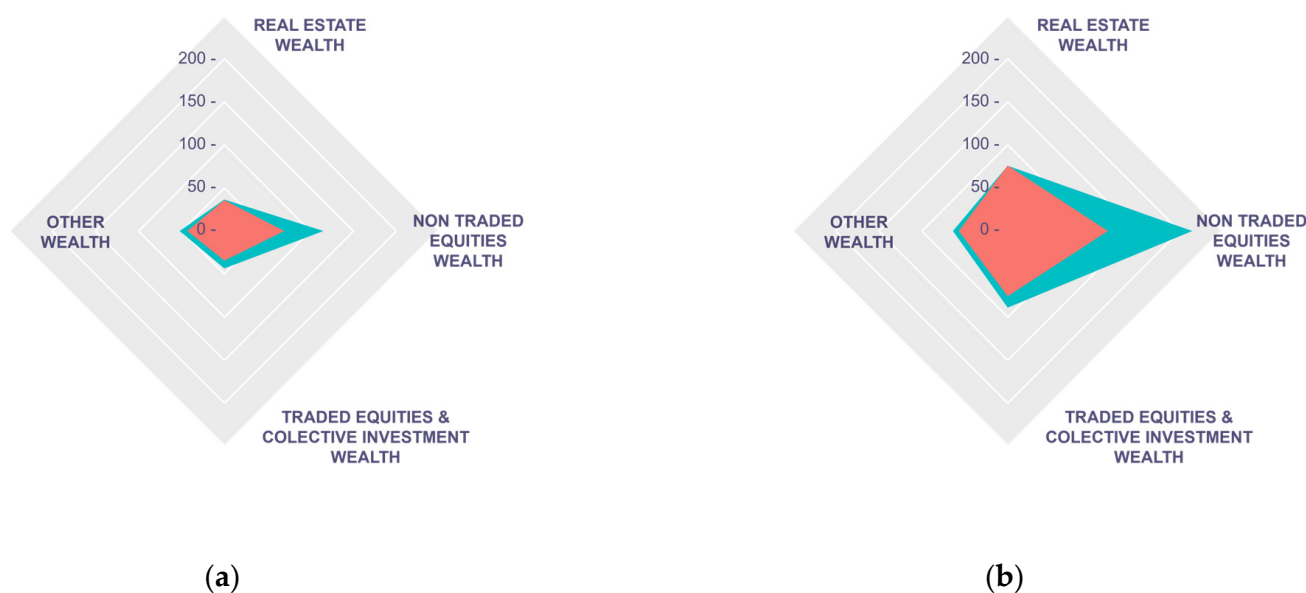 REAL ESTATE
WEALTH
200 -
150 -
100 -
50 -
0 -
OTHER
WEALTH
NON TRADED
EQUITIES
WEALTH
TRADED EQUITIES &
COLECTIVE INVESTMENT
WEALTH
(a)
REAL ESTATE
WEALTH
200 -
150 -
100 -
50 -
0 -
OTHER
WEALTH
NON TRADED
EQUITIES
WEALTH
TRADED EQUITIES &
COLECTIVE INVESTMENT
WEALTH
(b)